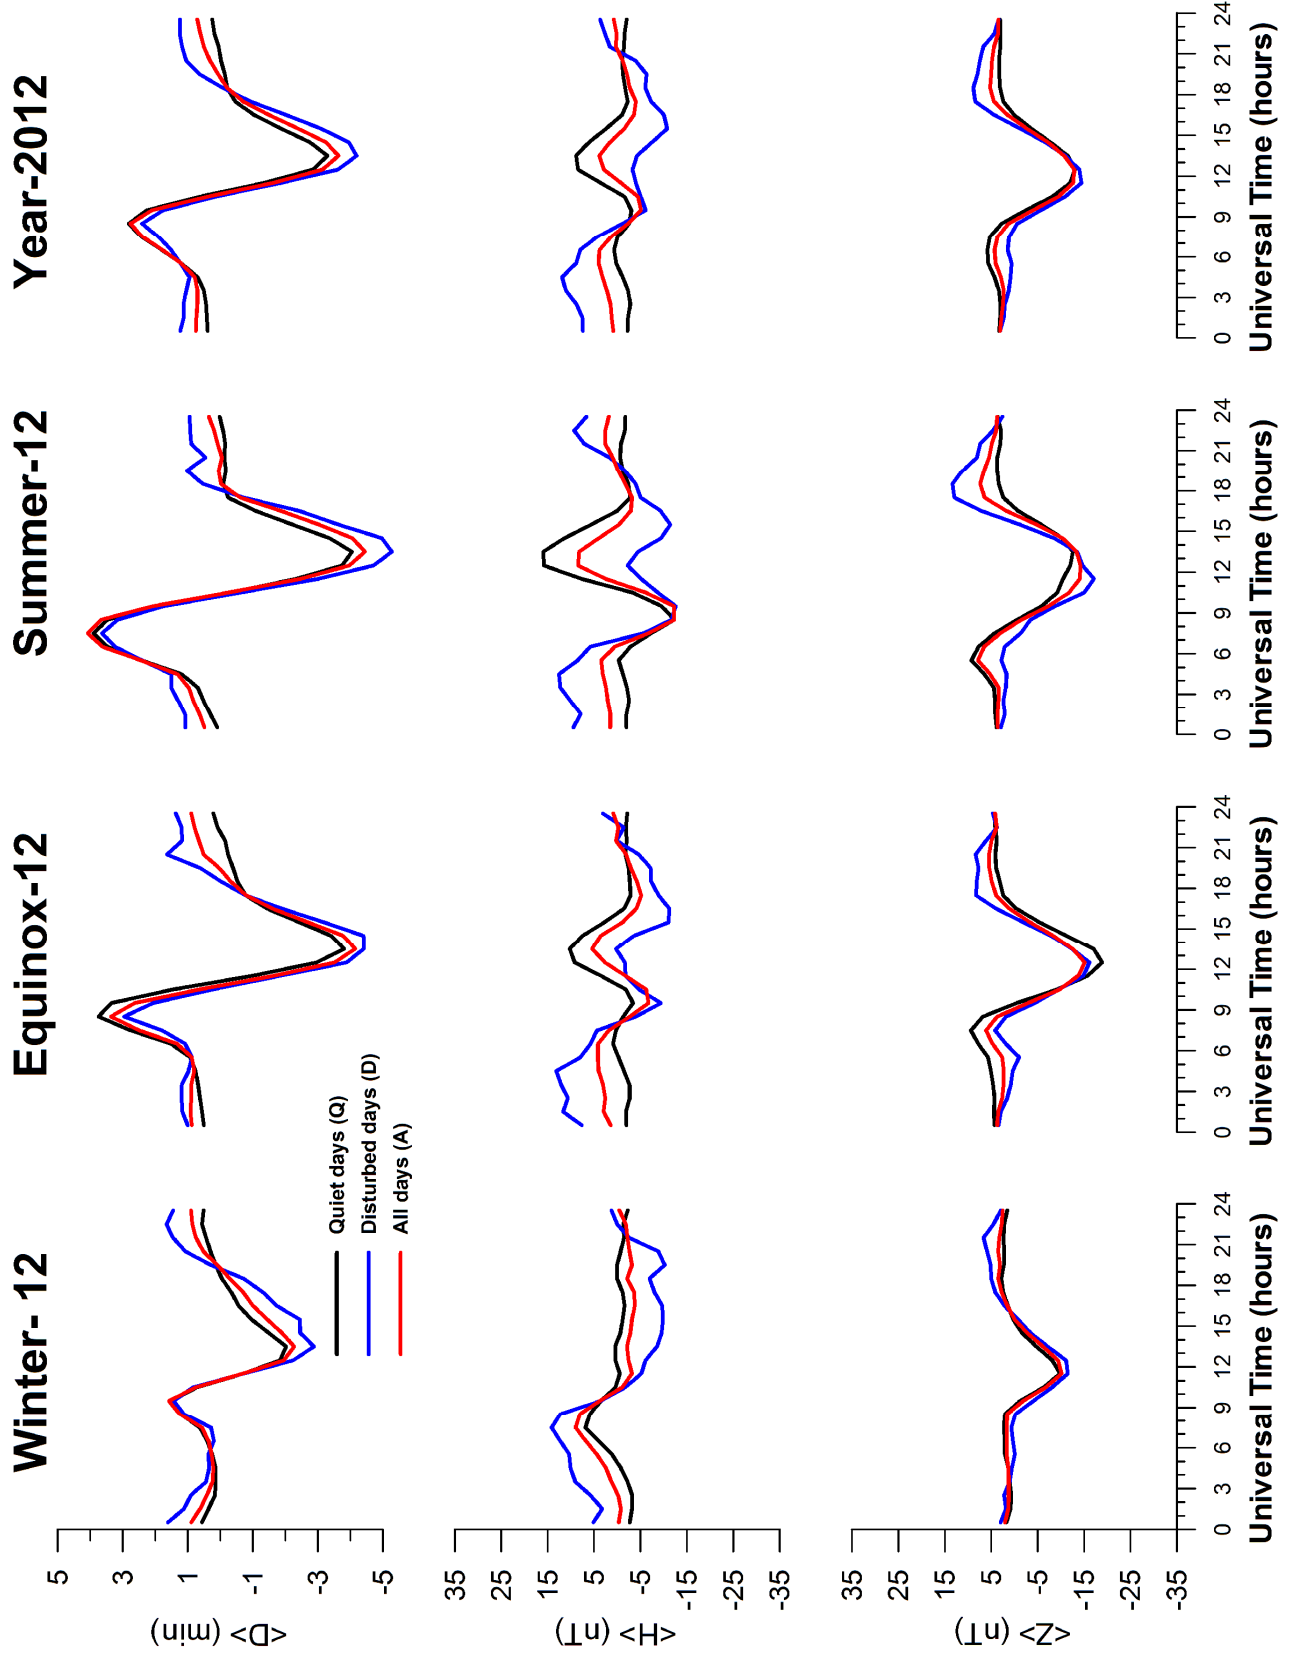 Winter- 12
Equinox-12
Summer-12
Year-2012
5
3
1
-1
-3
-5
<D> (min)
Quiet days (Q)
Disturbed days (D)
All days (A)
35
15
5
-5
-15
-25
-35
<H> (nT)
35
15
5
-5
-15
-35
<Z> (nT)
0 3 6 9 12 15 18 21 24
0 3 6 9 12 15 18 21 24
0 3 6 9 12 15 18 21 24
0 3 6 9 12 15 18 21 24
Universal Time (hours)
Universal Time (hours)
Universal Time (hours)
Universal Time (hours)